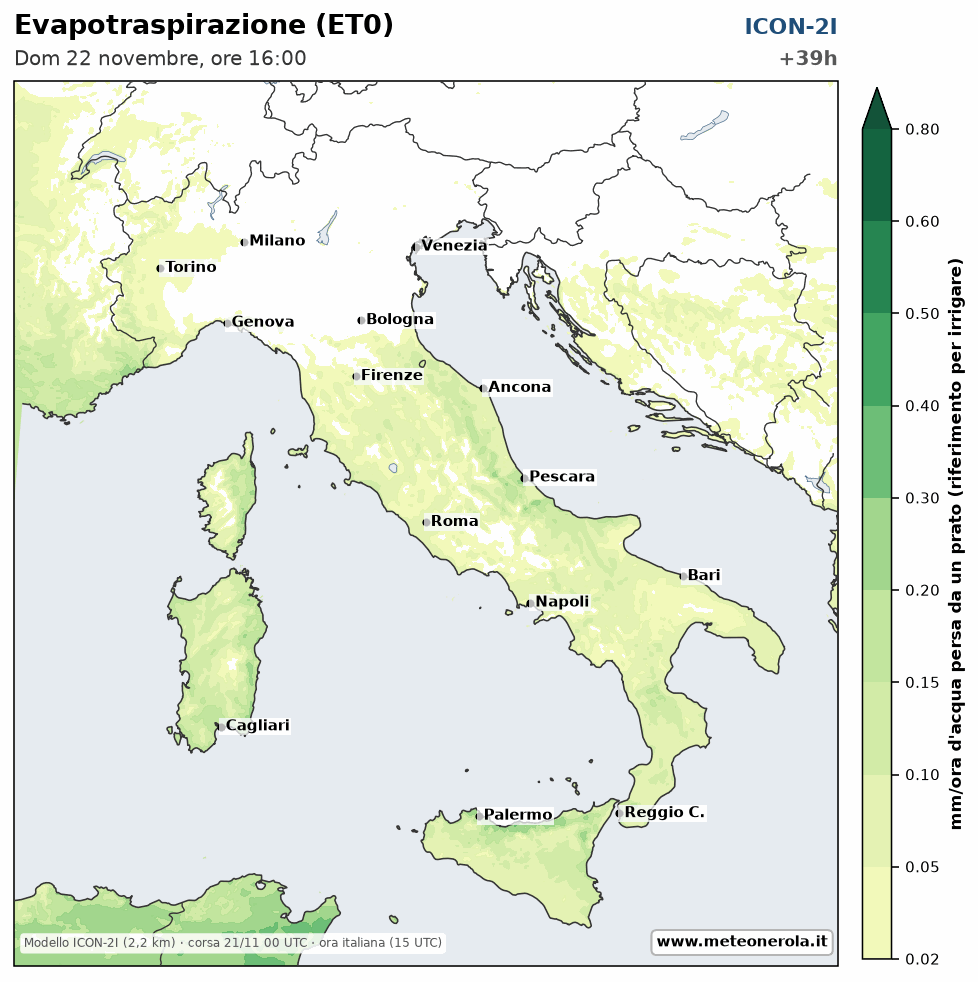 Evapotraspirazione (ET0)
ICON-2I
Dom 22 novembre, ore 16:00
+39h
0.80
0.60
0.50
0.40
0.30
0.20
0.15
0.10
0.05
0.02
mm/ora d'acqua persa da un prato (riferimento per irrigare)
Milano
Venezia
Torino
Genova
Bologna
Firenze
Ancona
Pescara
Roma
Bari
Napoli
Cagliari
Palermo
Reggio C.
Modello ICON-2I (2,2 km) · corsa 21/11 00 UTC · ora italiana (15 UTC)
www.meteonerola.it